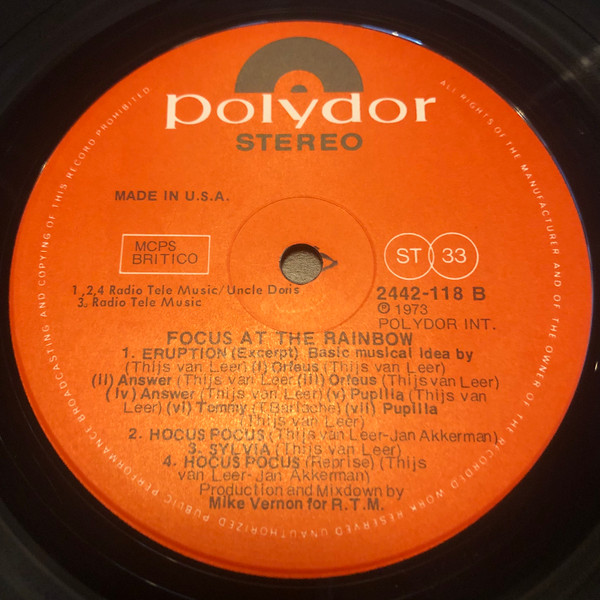 polydor
STEREO
MADE IN U.S.A.
MCPS
BRITICO
ST 33
1,2,4 Radio Tele Music/Uncle Doris
3, Radio Tele Music
2442-118 B
℗ 1973
POLYDOR INT.
FOCUS AT THE RAINBOW
1. ERUPTION (Excerpt) Basic musical idea by
(Thijs van Leer) (i) Orfeus (Thijs van Leer)
(ii) Answer (Thijs van Leer) (iii) Orfeus (Thijs van Leer)
(iv) Answer (Thijs van Leer) (v) Pupilla (Thijs van
Leer) (vi) Tommy (T. Barlache) (vii) Pupilla
(Thijs van Leer)
2. HOCUS POCUS (Thijs van Leer-Jan Akkerman)
3. SYLVIA (Thijs van Leer)
4. HOCUS POCUS (Reprise) (Thijs
van Leer-Jan Akkerman)
Production and Mixdown by
Mike Vernon for R.T.M.
ALL RIGHTS OF THE MANUFACTURER AND OF THE OWNER OF THE RECORDED WORK RESERVED UNAUTHORIZED PUBLIC PERFORMANCE BROADCASTING AND COPYING OF THIS RECORD PROHIBITED.